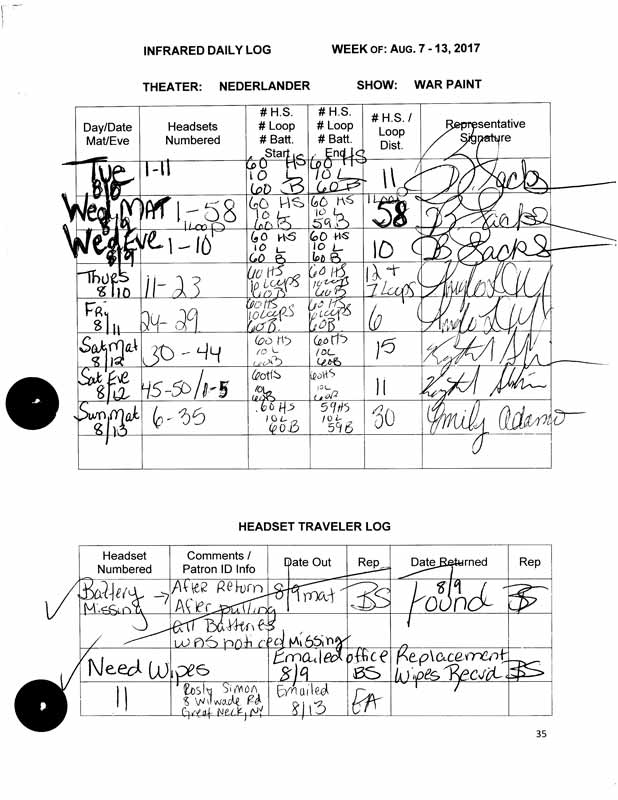 INFRARED DAILY LOG WEEK OF: AUG. 7 - 13, 2017
THEATER: NEDERLANDER SHOW: WAR PAINT
Day/Date Mat/Eve | Headsets Numbered | # H.S. # Loop # Batt. Start | # H.S. # Loop # Batt. End | # H.S. / Loop Dist. | Representative Signature
Tue 8/8 | 1-11 | 60 HS 10 L 60 B | 60 HS 10 L 60 B | 11 | B. Sacks
Wed, MAT 8/9 | 1-58 1 Loop | 60 HS 10 L 60 B | 60 HS 10 L 59 B | 1 Loop 58 | B Sacks
Wed Eve 8/9 | 1-10 | 60 HS 10 L 60 B | 60 HS 10 L 60 B | 10 | B Sacks
Thurs 8/10 | 11-23 | 60 HS 10 Loops 60 B | 60 HS 10 Loops 60 B | 12 + 7 Loops
Fri 8/11 | 24-29 | 60 HS 10 Loops 60 B. | 60 HS 10 Loops 60 B | 6
Sat, Mat 8/12 | 30-44 | 60 HS 10 L 60 B | 60 HS 10 L 60 B | 15
Sat Eve 8/12 | 45-50/1-5 | 60 HS 10 L 60 B | 60 HS 10 L 60 B | 11
Sun, Mat 8/13 | 6-35 | 60 HS 10 L 60 B | 59 HS 10 L 59 B | 30 | Emily Adamo
HEADSET TRAVELER LOG
Headset Numbered | Comments / Patron ID Info | Date Out | Rep | Date Returned | Rep
Battery Missing → | After Return After pulling all Batteries was noticed Missing | 8/9 mat | BS | 8/9 Found | BS
Need Wipes | Emailed office 8/9 | BS | Replacement Wipes Recvd | BS
11 | Rosly Simon 8 Wilwade Rd Great Neck, NY | Emailed 8/13 | EA
35